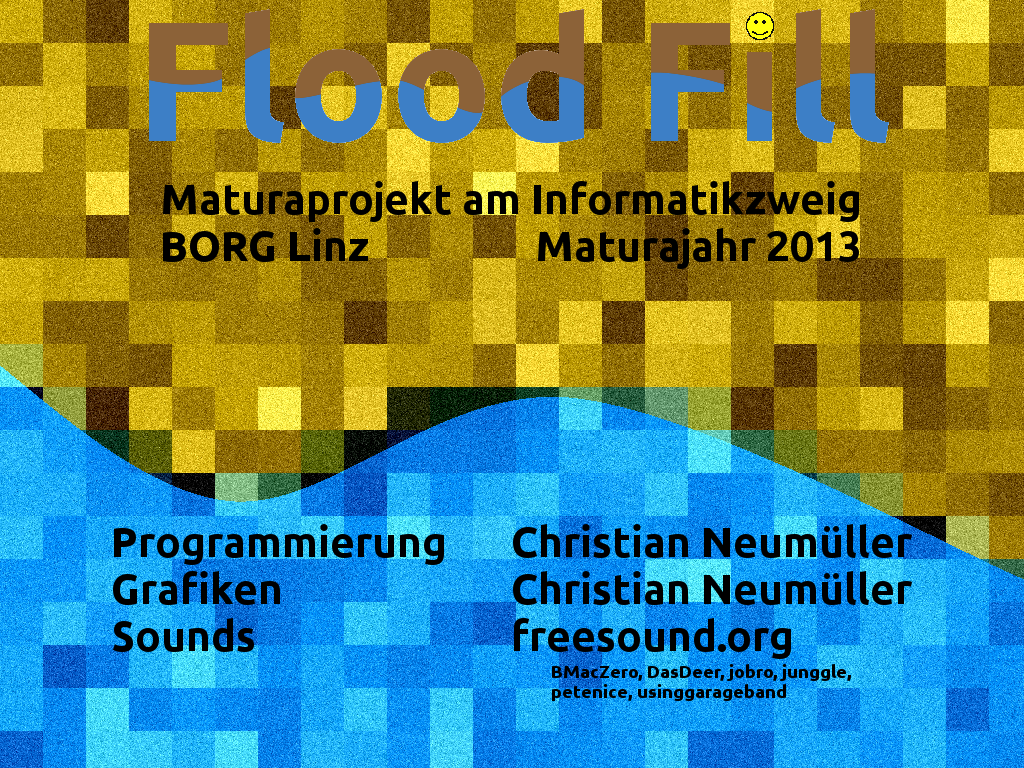 Flood Fill
Maturaprojekt am Informatikzweig
BORG Linz Maturajahr 2013
Programmierung Christian Neumüller
Grafiken Christian Neumüller
Sounds freesound.org
BMacZero, DasDeer, jobro, junggle,
petenice, usinggarageband